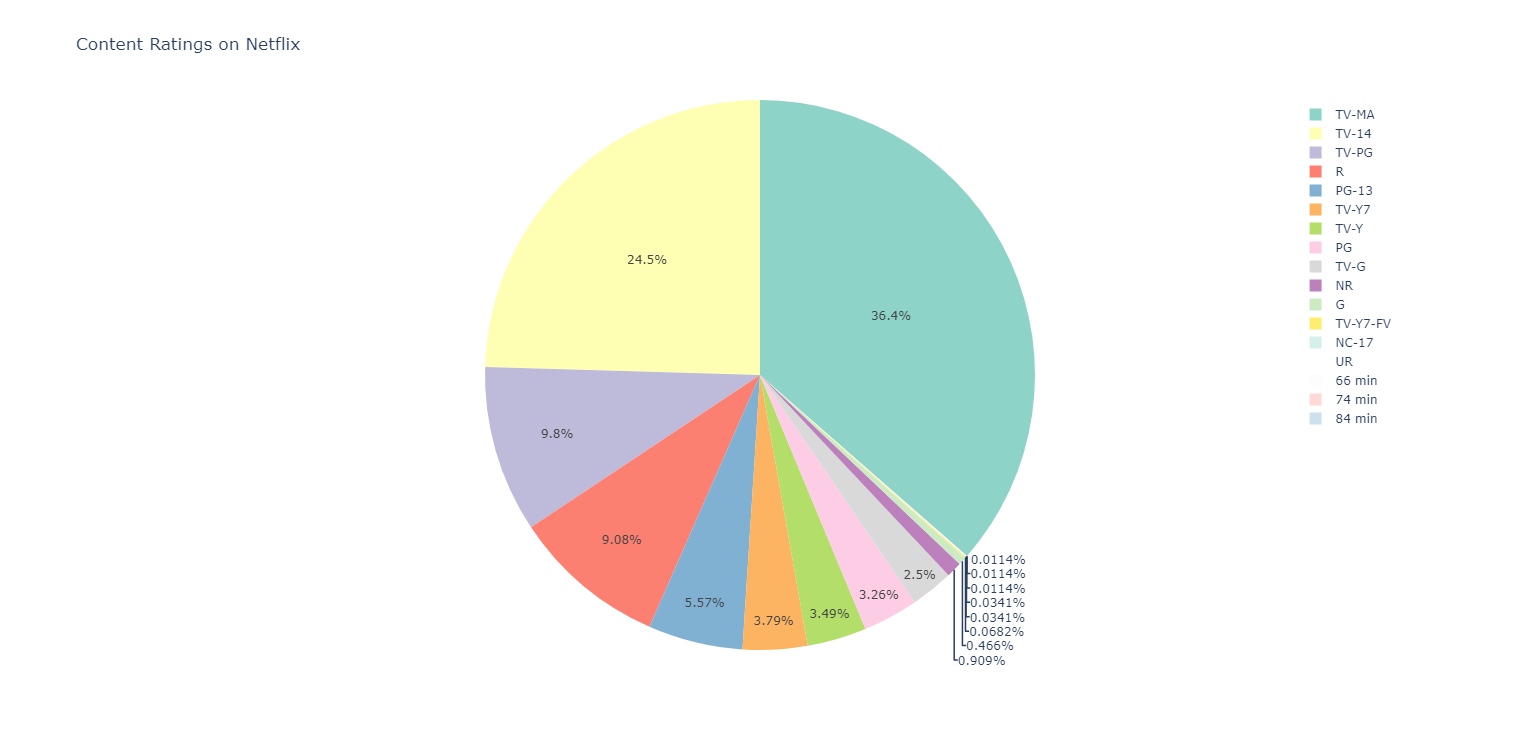 Content Ratings on Netflix
36.4%
24.5%
9.8%
9.08%
5.57%
3.79%
3.49%
3.26%
2.5%
0.0114%
0.0114%
0.0114%
0.0341%
0.0341%
0.0682%
0.466%
0.909%
TV-MA
TV-14
TV-PG
R
PG-13
TV-Y7
TV-Y
PG
TV-G
NR
G
TV-Y7-FV
NC-17
UR
66 min
74 min
84 min